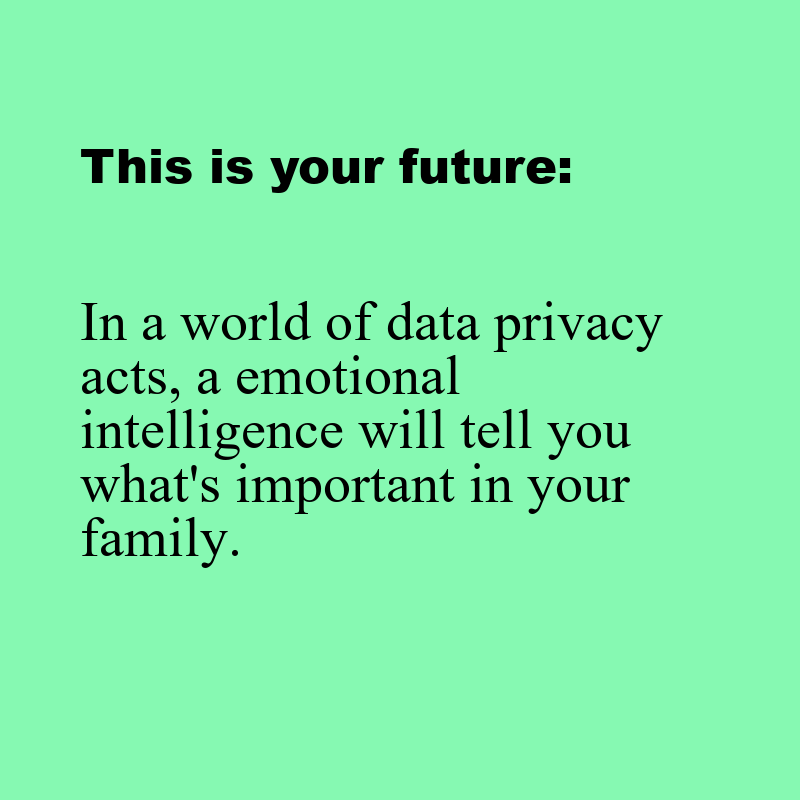 This is your future:
In a world of data privacy
acts, a emotional
intelligence will tell you
what's important in your
family.